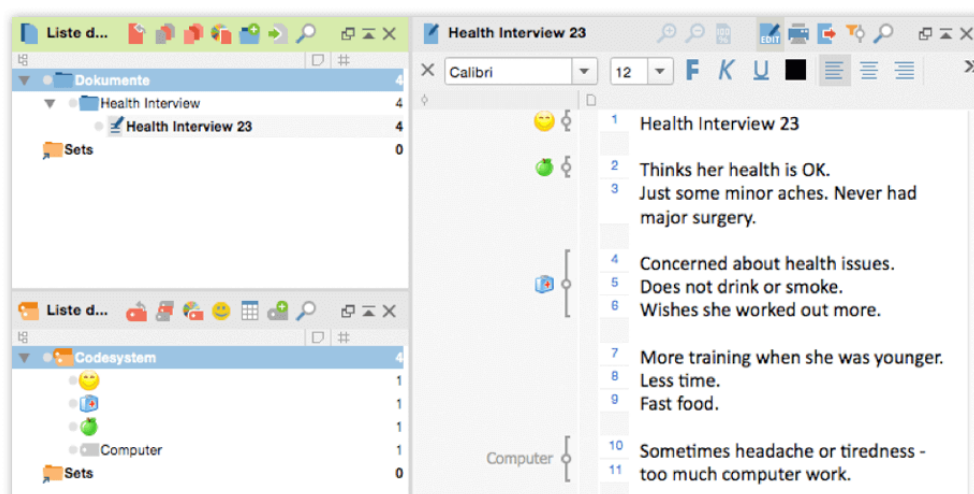 Liste d...
#
Dokumente 4
Health Interview 4
Health Interview 23 4
Sets 0
Liste d...
#
Codesystem 4
1
1
1
Computer 1
Sets 0
Health Interview 23
100%
EDIT
Calibri 12 F K U »
1 Health Interview 23
2 Thinks her health is OK.
3 Just some minor aches. Never had
major surgery.
4 Concerned about health issues.
5 Does not drink or smoke.
6 Wishes she worked out more.
7 More training when she was younger.
8 Less time.
9 Fast food.
Computer
10 Sometimes headache or tiredness -
11 too much computer work.